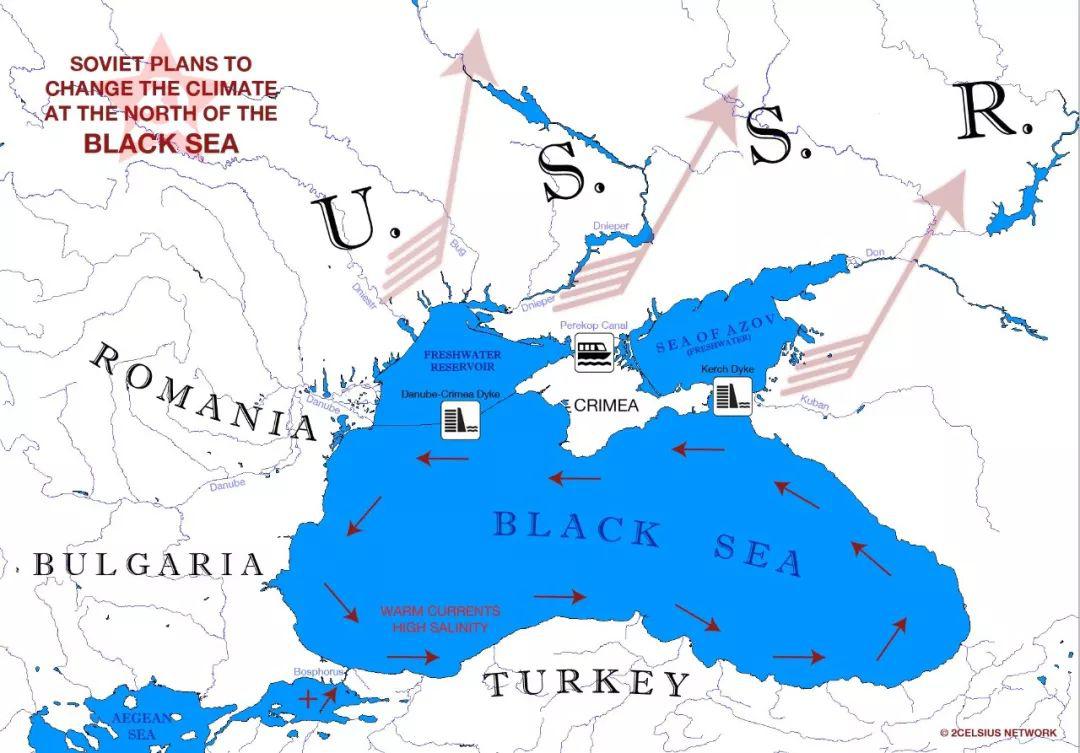 SOVIET PLANS TO
CHANGE THE CLIMATE
AT THE NORTH OF THE
BLACK SEA
U. S. S. R.
Dnieper
Bug
Dniestr
Dnieper
Don
Perekop Canal
SEA OF AZOV
(FRESHWATER)
FRESHWATER
RESERVOIR
Kerch Dyke
Danube-Crimea Dyke
Kuban
CRIMEA
ROMANIA
Danube
Danube
BLACK SEA
BULGARIA
WARM CURRENTS
HIGH SALINITY
Bosphorus
+
TURKEY
AEGEAN
SEA
© 2CELSIUS NETWORK